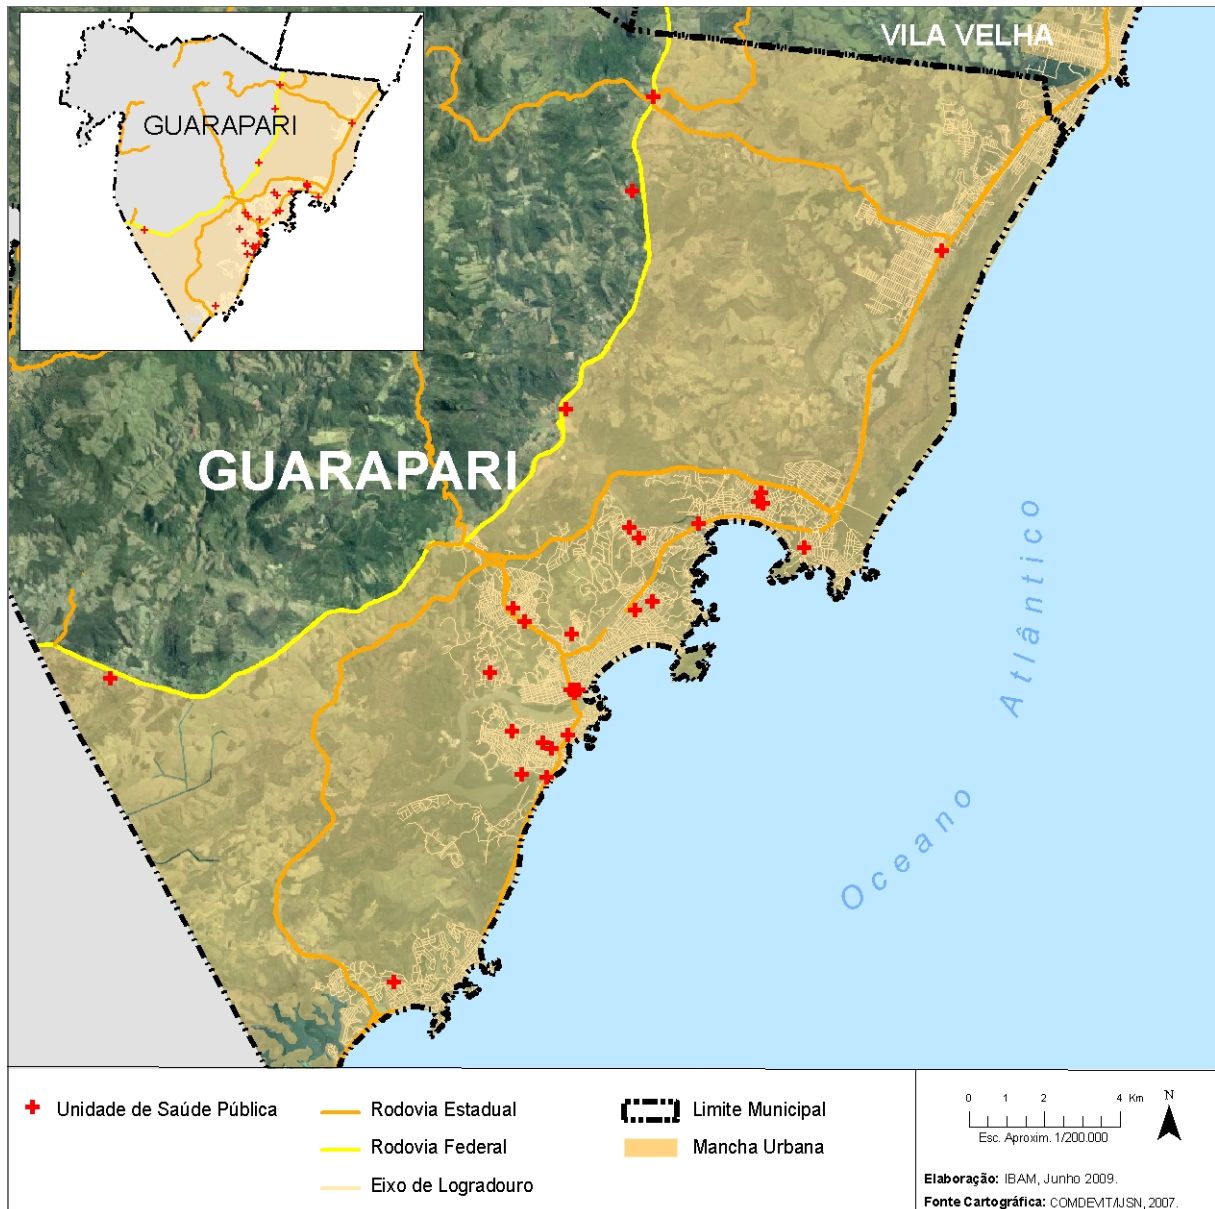 VILA VELHA
GUARAPARI
GUARAPARI
Oceano Atlântico
Unidade de Saúde Pública
Rodovia Estadual
Rodovia Federal
Eixo de Logradouro
Limite Municipal
Mancha Urbana
0 1 2 4 Km
N
Esc. Aproxim. 1/200.000
Elaboração: IBAM, Junho 2009.
Fonte Cartográfica: COMDEVIT/IJSN, 2007.